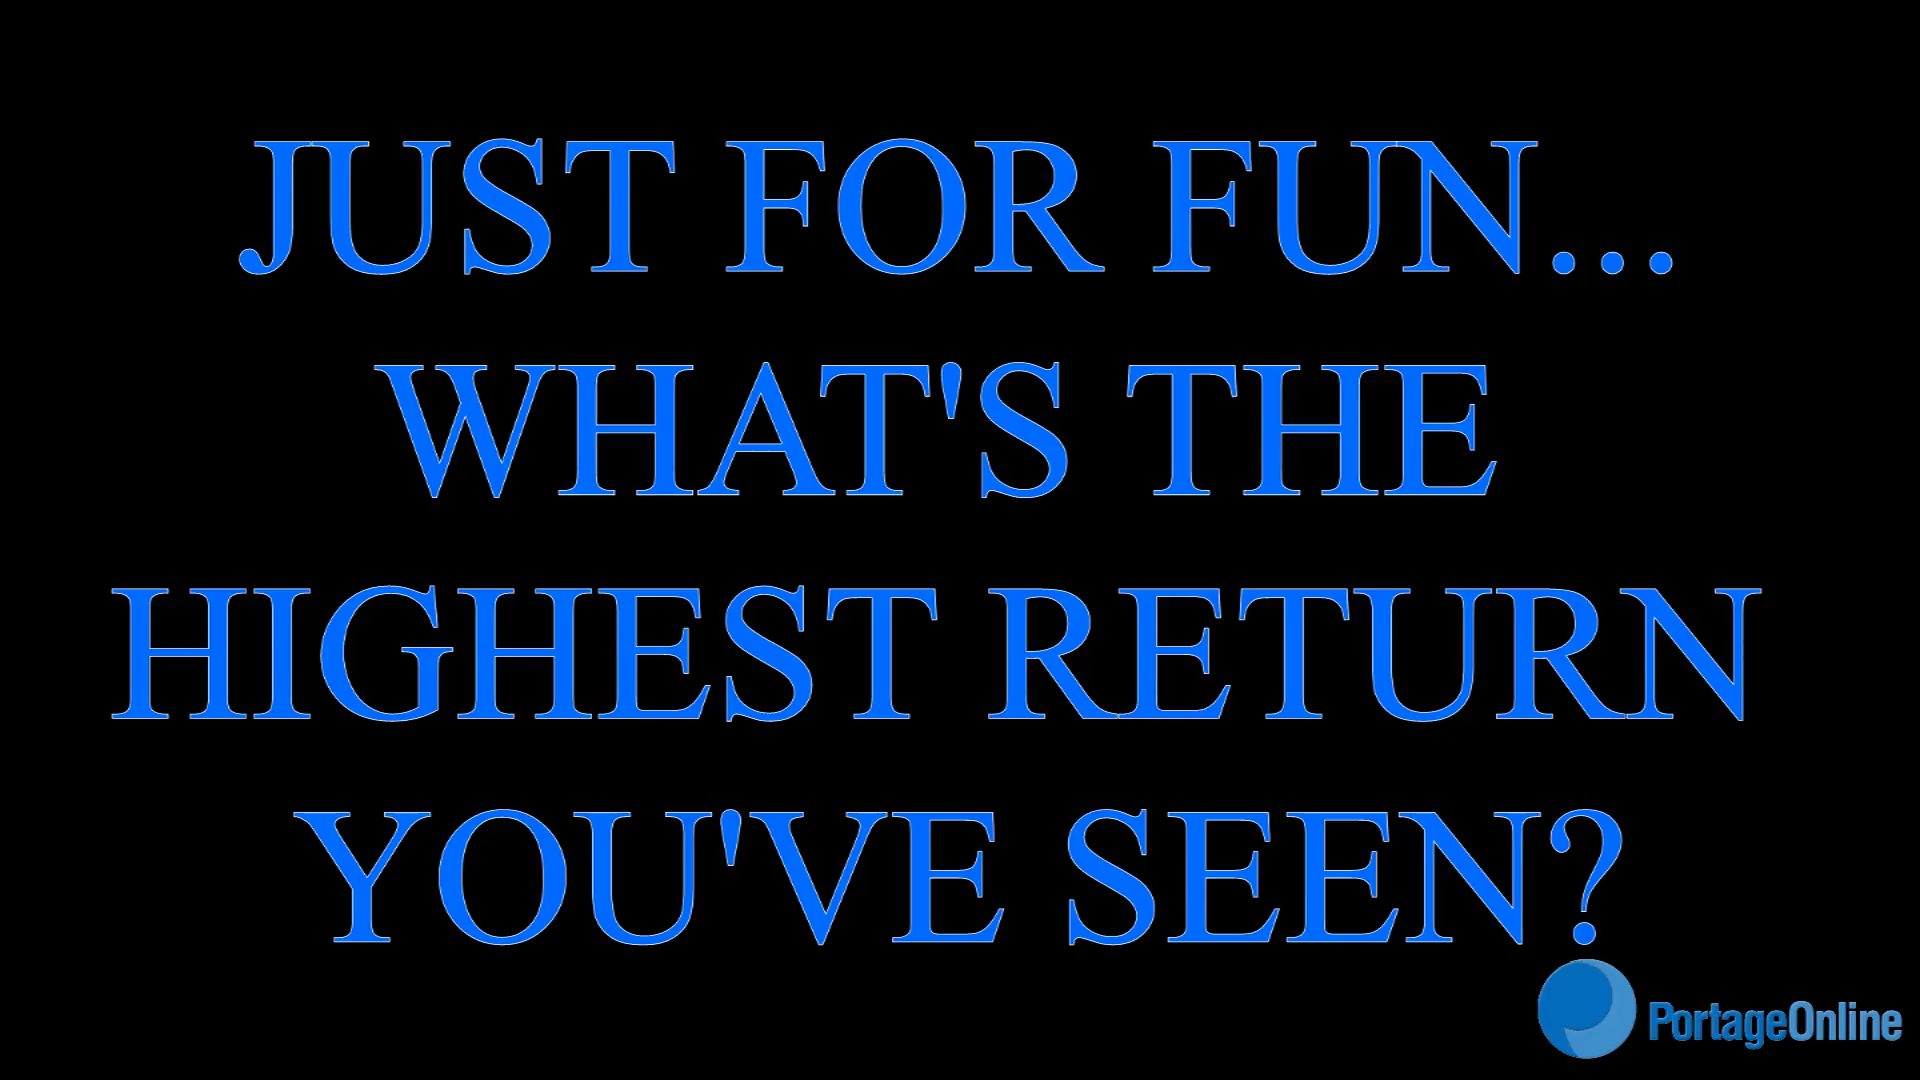 JUST FOR FUN...
WHAT'S THE
HIGHEST RETURN
YOU'VE SEEN?
PortageOnline